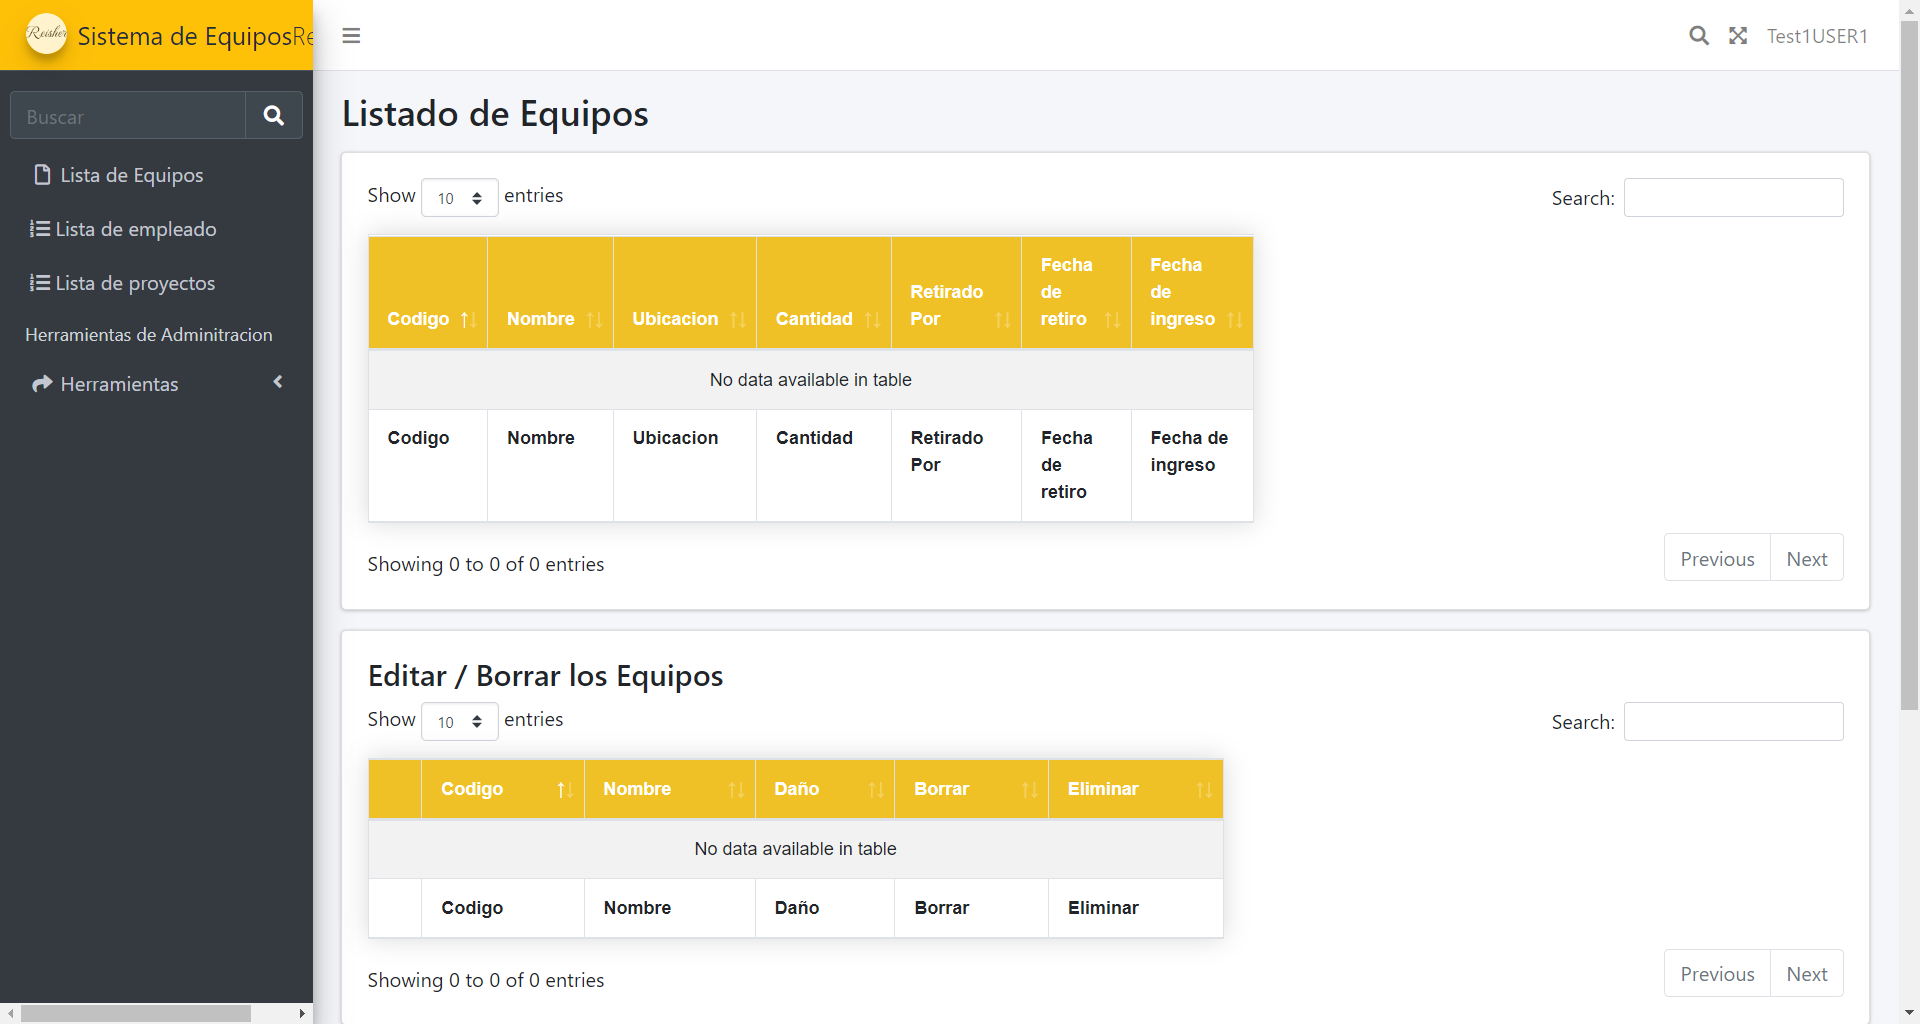 Reisher
Sistema de EquiposRe
Test1USER1
Buscar
Lista de Equipos
Lista de empleado
Lista de proyectos
Herramientas de Adminitracion
Herramientas
Listado de Equipos
Show 10 entries
Search:
Codigo Nombre Ubicacion Cantidad Retirado Por Fecha de retiro Fecha de ingreso
No data available in table
Codigo Nombre Ubicacion Cantidad Retirado Por Fecha de retiro Fecha de ingreso
Showing 0 to 0 of 0 entries
Previous Next
Editar / Borrar los Equipos
Show 10 entries
Search:
Codigo Nombre Daño Borrar Eliminar
No data available in table
Codigo Nombre Daño Borrar Eliminar
Showing 0 to 0 of 0 entries
Previous Next